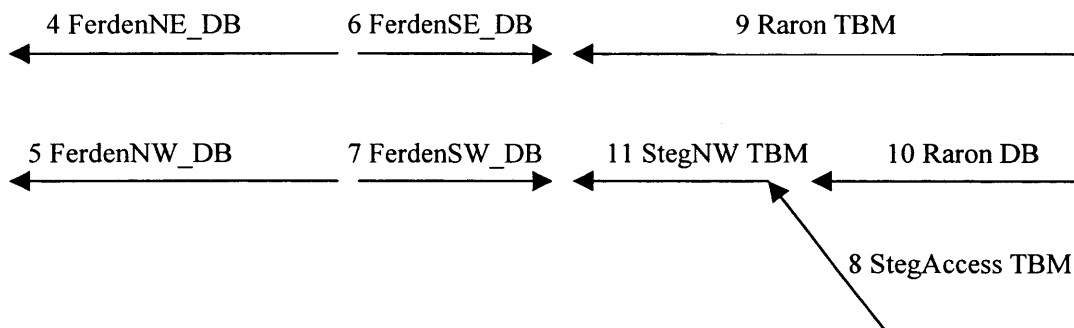 4 FerdenNE_DB 6 FerdenSE_DB 9 Raron TBM
5 FerdenNW_DB 7 FerdenSW_DB 11 StegNW TBM 10 Raron DB
8 StegAccess TBM